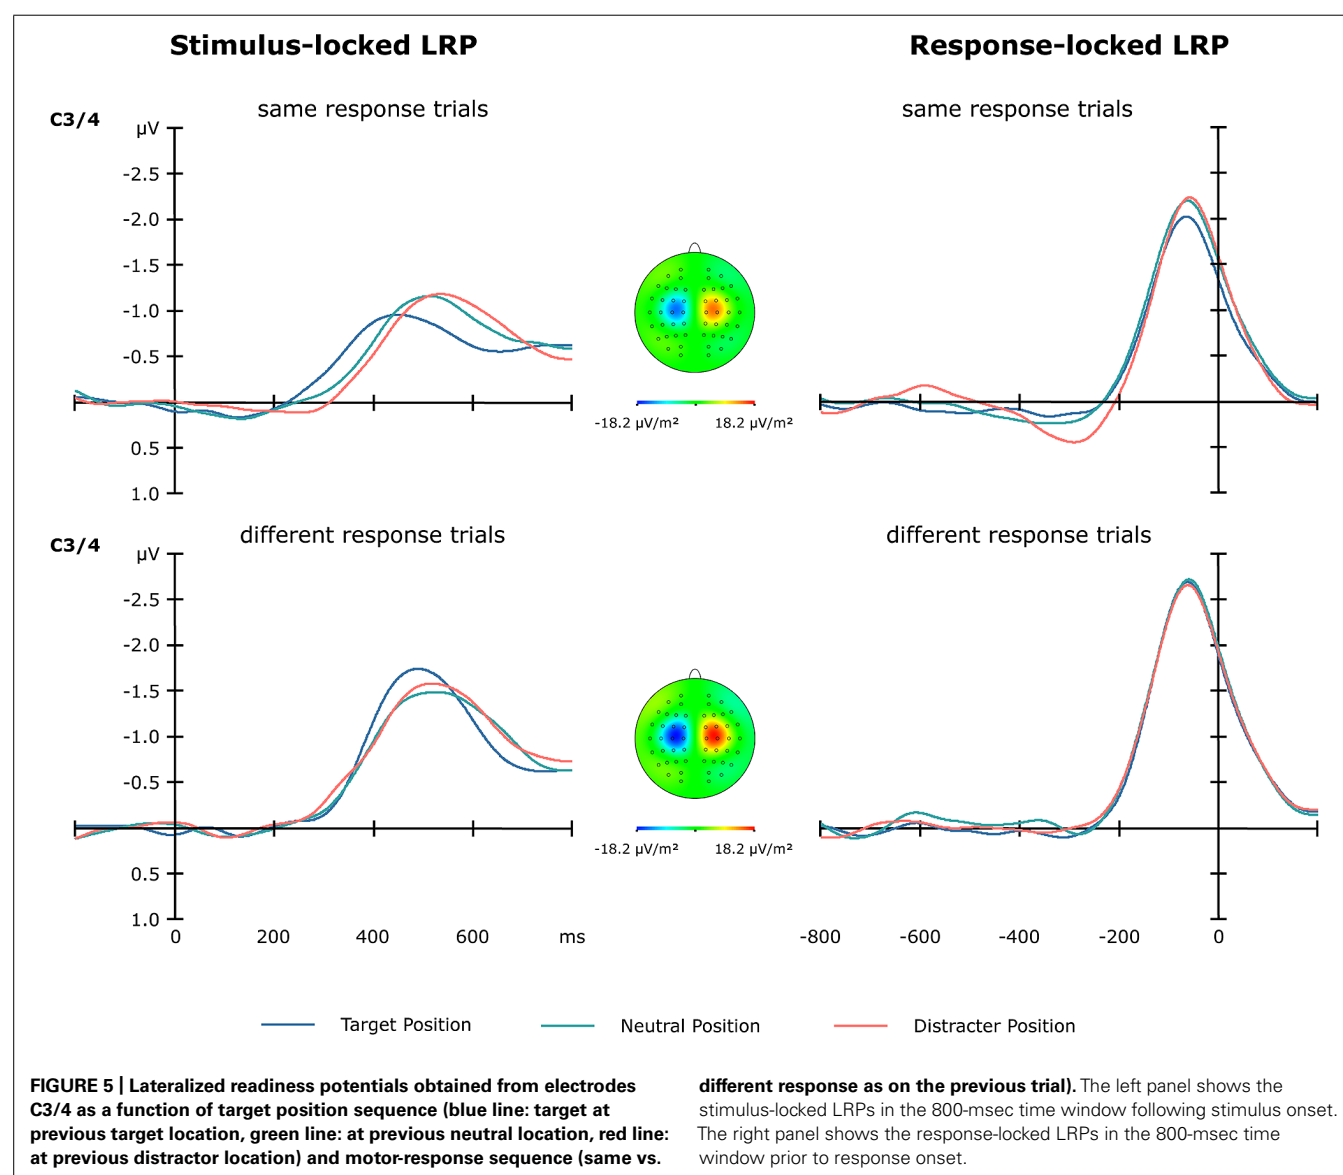 Stimulus-locked LRP
Response-locked LRP
same response trials
same response trials
C3/4
µV
-2.5
-2.0
-1.5
-1.0
-0.5
0.5
1.0
-18.2 µV/m²
18.2 µV/m²
different response trials
different response trials
C3/4
µV
-2.5
-2.0
-1.5
-1.0
-0.5
0.5
1.0
-18.2 µV/m²
18.2 µV/m²
0
200
400
600
ms
-800
-600
-400
-200
0
Target Position
Neutral Position
Distracter Position
FIGURE 5 | Lateralized readiness potentials obtained from electrodes
C3/4 as a function of target position sequence (blue line: target at
previous target location, green line: at previous neutral location, red line:
at previous distractor location) and motor-response sequence (same vs.
different response as on the previous trial). The left panel shows the
stimulus-locked LRPs in the 800-msec time window following stimulus onset.
The right panel shows the response-locked LRPs in the 800-msec time
window prior to response onset.